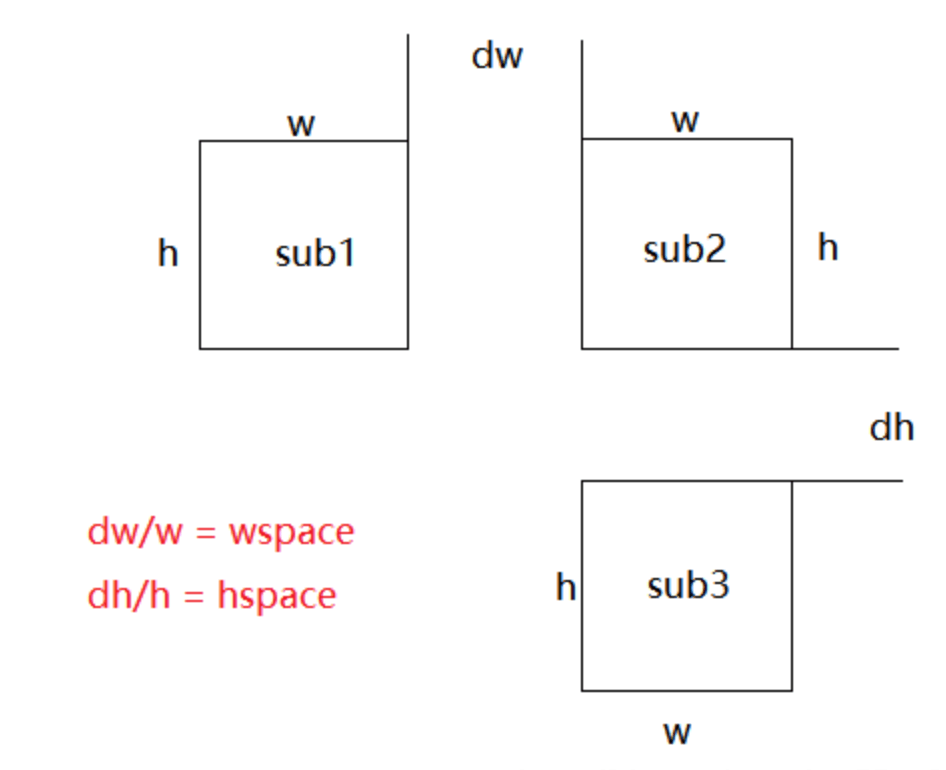 dw
w
w
h
sub1
sub2
h
dh
dw/w = wspace
dh/h = hspace
h
sub3
w